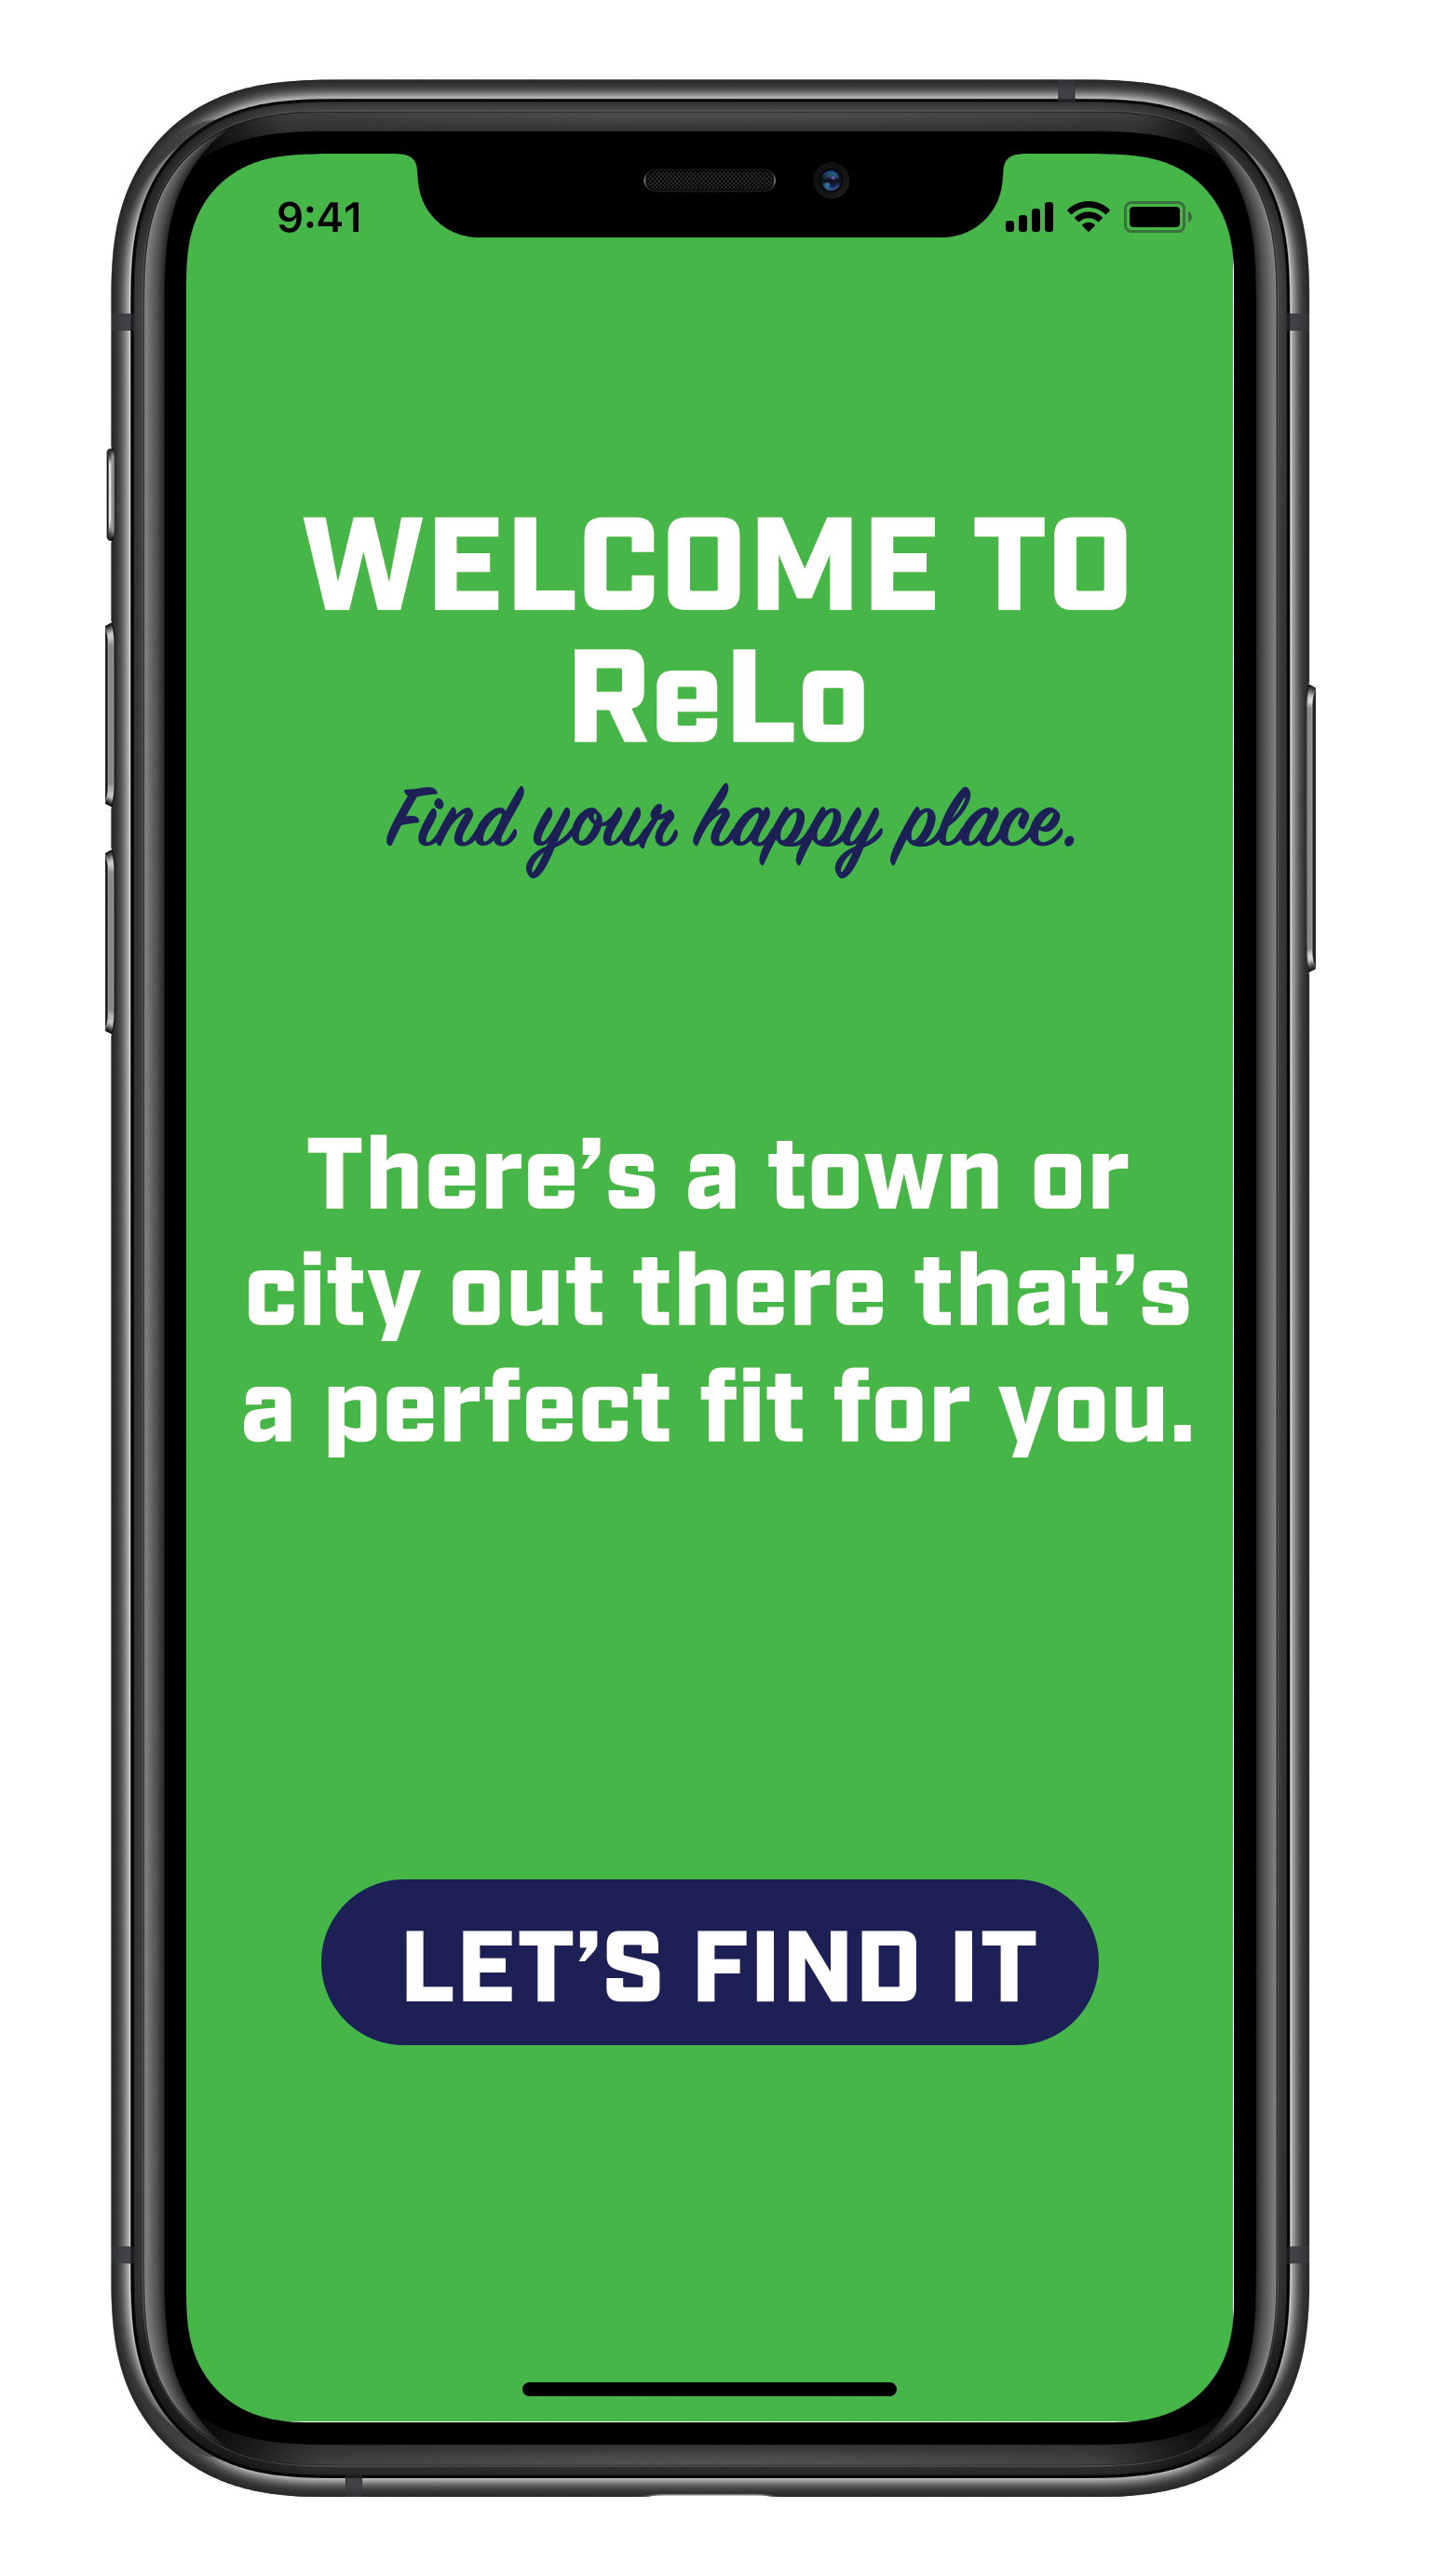 9:41
WELCOME TO
ReLo
Find your happy place.
There’s a town or
city out there that’s
a perfect fit for you.
LET’S FIND IT